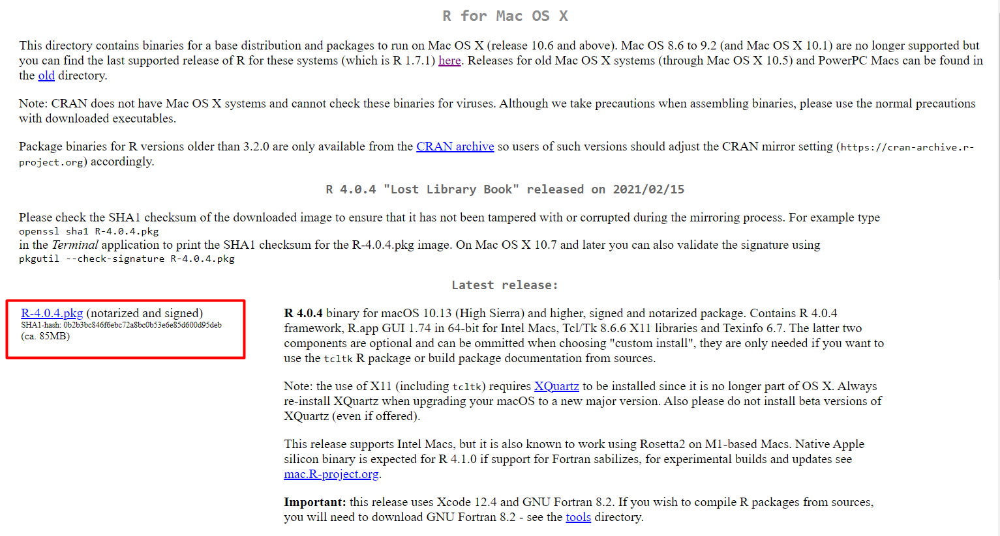 R for Mac OS X
This directory contains binaries for a base distribution and packages to run on Mac OS X (release 10.6 and above). Mac OS 8.6 to 9.2 (and Mac OS X 10.1) are no longer supported but
you can find the last supported release of R for these systems (which is R 1.7.1) here. Releases for old Mac OS X systems (through Mac OS X 10.5) and PowerPC Macs can be found in
the old directory.
Note: CRAN does not have Mac OS X systems and cannot check these binaries for viruses. Although we take precautions when assembling binaries, please use the normal precautions
with downloaded executables.
Package binaries for R versions older than 3.2.0 are only available from the CRAN archive so users of such versions should adjust the CRAN mirror setting (https://cran-archive.r-
project.org) accordingly.
R 4.0.4 "Lost Library Book" released on 2021/02/15
Please check the SHA1 checksum of the downloaded image to ensure that it has not been tampered with or corrupted during the mirroring process. For example type
openssl sha1 R-4.0.4.pkg
in the Terminal application to print the SHA1 checksum for the R-4.0.4.pkg image. On Mac OS X 10.7 and later you can also validate the signature using
pkgutil --check-signature R-4.0.4.pkg
Latest release:
R-4.0.4.pkg (notarized and signed)
SHA1-hash: 0b2b3bc846f6ebc72a8bc0b53e6e85d600d95deb
(ca. 85MB)
R 4.0.4 binary for macOS 10.13 (High Sierra) and higher, signed and notarized package. Contains R 4.0.4
framework, R.app GUI 1.74 in 64-bit for Intel Macs, Tcl/Tk 8.6.6 X11 libraries and Texinfo 6.7. The latter two
components are optional and can be ommitted when choosing "custom install", they are only needed if you want to
use the tcltk R package or build package documentation from sources.
Note: the use of X11 (including tcltk) requires XQuartz to be installed since it is no longer part of OS X. Always
re-install XQuartz when upgrading your macOS to a new major version. Also please do not install beta versions of
XQuartz (even if offered).
This release supports Intel Macs, but it is also known to work using Rosetta2 on M1-based Macs. Native Apple
silicon binary is expected for R 4.1.0 if support for Fortran sabilizes, for experimental builds and updates see
mac.R-project.org.
Important: this release uses Xcode 12.4 and GNU Fortran 8.2. If you wish to compile R packages from sources,
you will need to download GNU Fortran 8.2 - see the tools directory.